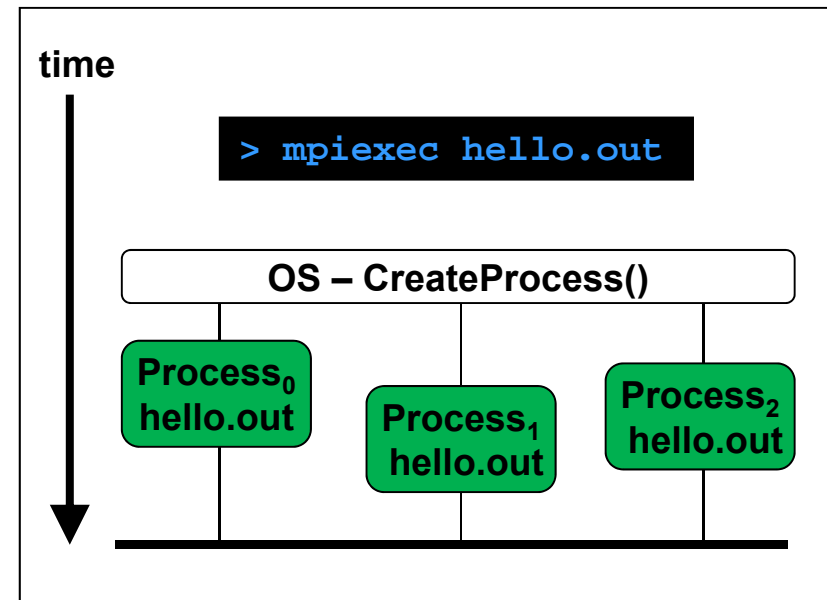 time
> mpiexec hello.out
OS – CreateProcess()
Process₀
hello.out
Process₁
hello.out
Process₂
hello.out